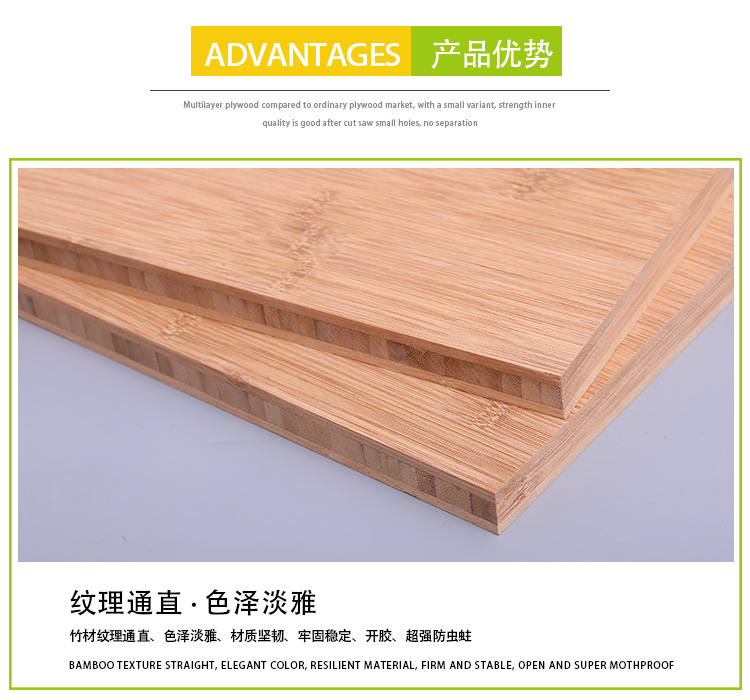 ADVANTAGES 产品优势
Multilayer plywood compared to ordinary plywood market, with a small variant, strength inner
quality is good after cut saw small holes, no separation
纹理通直·色泽淡雅
竹材纹理通直、色泽淡雅、材质坚韧、牢固稳定、开胶、超强防虫蛀
BAMBOO TEXTURE STRAIGHT, ELEGANT COLOR, RESILIENT MATERIAL, FIRM AND STABLE, OPEN AND SUPER MOTHPROOF